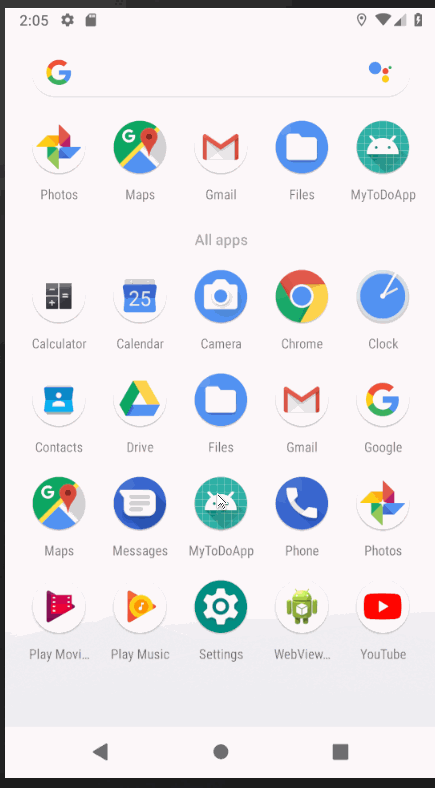 2:05
G
Photos Maps Gmail Files MyToDoApp
All apps
25
Calculator Calendar Camera Chrome Clock
Contacts Drive Files Gmail Google
Maps Messages MyToDoApp Phone Photos
Play Movi... Play Music Settings WebView... YouTube